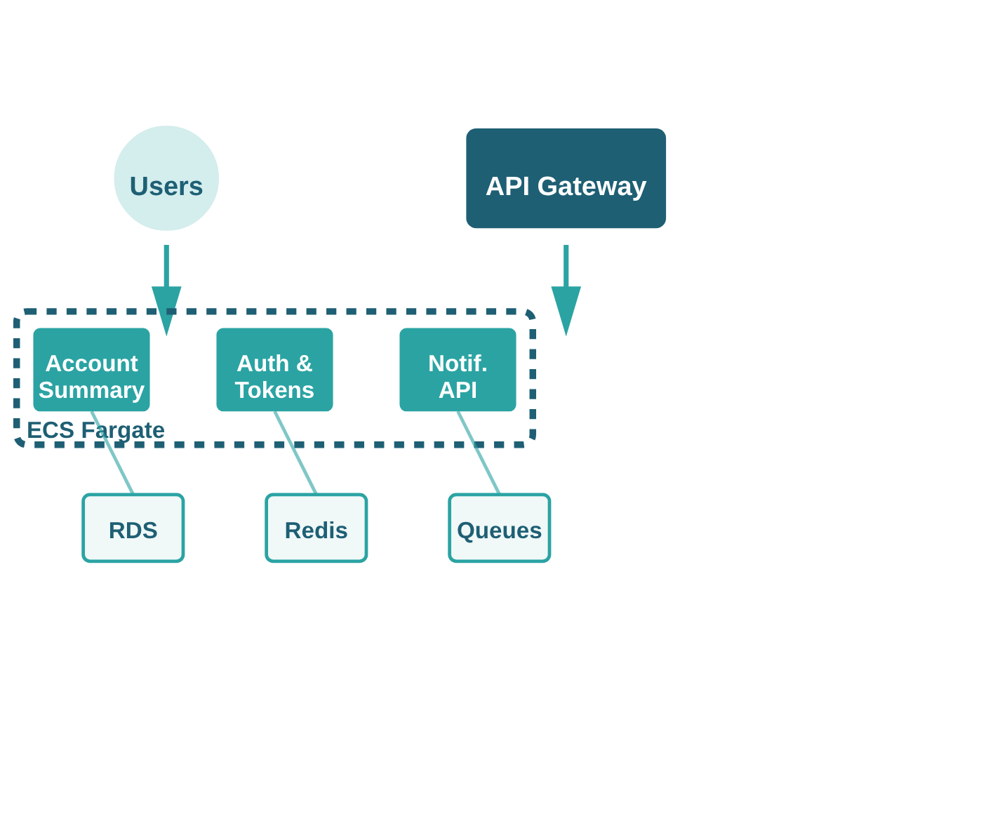 Users
API Gateway
Account
Summary
Auth &
Tokens
Notif.
API
ECS Fargate
RDS
Redis
Queues